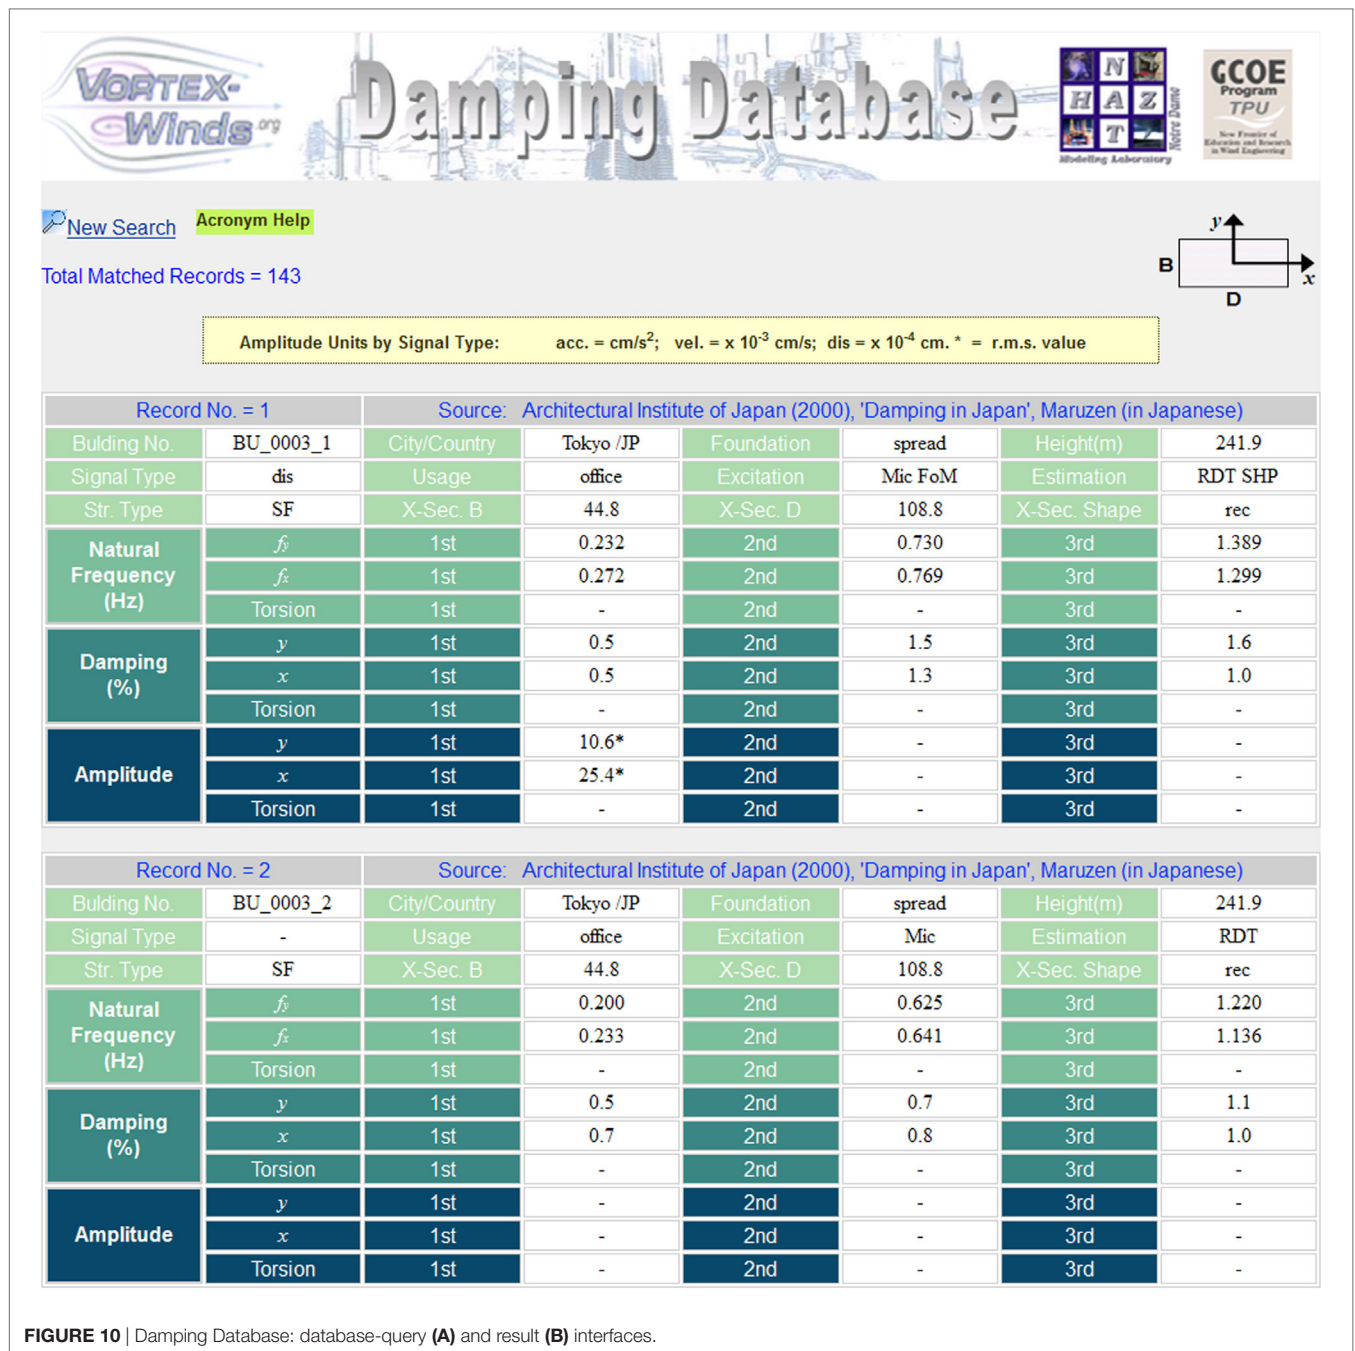 VORTEX-
Winds.org
Damping Database
N
HAZ
T
Notre Dame
Modeling Laboratory
GCOE
Program
TPU
New Frontier of
Education and Research
in Wind Engineering
New Search Acronym Help
Total Matched Records = 143
y
B
x
D
Amplitude Units by Signal Type: acc. = cm/s²; vel. = x 10⁻³ cm/s; dis = x 10⁻⁴ cm. * = r.m.s. value
Record No. = 1 Source: Architectural Institute of Japan (2000), 'Damping in Japan', Maruzen (in Japanese)
Bulding No. BU_0003_1 City/Country Tokyo /JP Foundation spread Height(m) 241.9
Signal Type dis Usage office Excitation Mic FoM Estimation RDT SHP
Str. Type SF X-Sec. B 44.8 X-Sec. D 108.8 X-Sec. Shape rec
Natural Frequency (Hz) fy 1st 0.232 2nd 0.730 3rd 1.389
fx 1st 0.272 2nd 0.769 3rd 1.299
Torsion 1st - 2nd - 3rd -
Damping (%) y 1st 0.5 2nd 1.5 3rd 1.6
x 1st 0.5 2nd 1.3 3rd 1.0
Torsion 1st - 2nd - 3rd -
Amplitude y 1st 10.6* 2nd - 3rd -
x 1st 25.4* 2nd - 3rd -
Torsion 1st - 2nd - 3rd -
Record No. = 2 Source: Architectural Institute of Japan (2000), 'Damping in Japan', Maruzen (in Japanese)
Bulding No. BU_0003_2 City/Country Tokyo /JP Foundation spread Height(m) 241.9
Signal Type - Usage office Excitation Mic Estimation RDT
Str. Type SF X-Sec. B 44.8 X-Sec. D 108.8 X-Sec. Shape rec
Natural Frequency (Hz) fy 1st 0.200 2nd 0.625 3rd 1.220
fx 1st 0.233 2nd 0.641 3rd 1.136
Torsion 1st - 2nd - 3rd -
Damping (%) y 1st 0.5 2nd 0.7 3rd 1.1
x 1st 0.7 2nd 0.8 3rd 1.0
Torsion 1st - 2nd - 3rd -
Amplitude y 1st - 2nd - 3rd -
x 1st - 2nd - 3rd -
Torsion 1st - 2nd - 3rd -
FIGURE 10 | Damping Database: database-query (A) and result (B) interfaces.